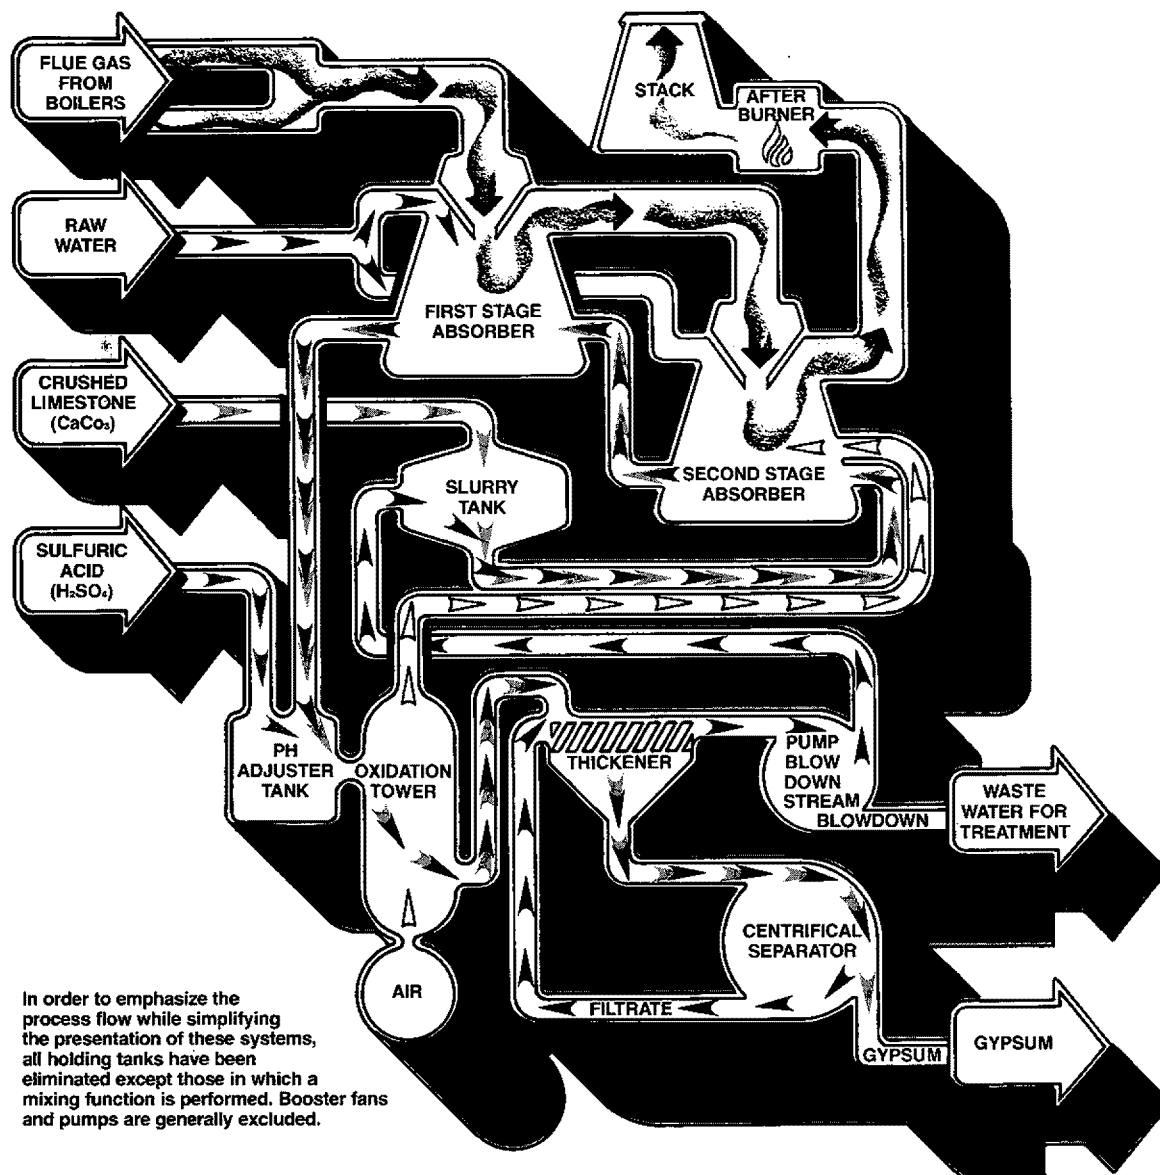 FLUE GAS
FROM
BOILERS
STACK
AFTER
BURNER
RAW
WATER
FIRST STAGE
ABSORBER
CRUSHED
LIMESTONE
(CaCo₃)
SLURRY
TANK
SECOND STAGE
ABSORBER
SULFURIC
ACID
(H₂SO₄)
PH
ADJUSTER
TANK
OXIDATION
TOWER
THICKENER
PUMP
BLOW
DOWN
STREAM
BLOWDOWN
WASTE
WATER FOR
TREATMENT
CENTRIFICAL
SEPARATOR
AIR
FILTRATE
GYPSUM
GYPSUM
In order to emphasize the
process flow while simplifying
the presentation of these systems,
all holding tanks have been
eliminated except those in which a
mixing function is performed. Booster fans
and pumps are generally excluded.